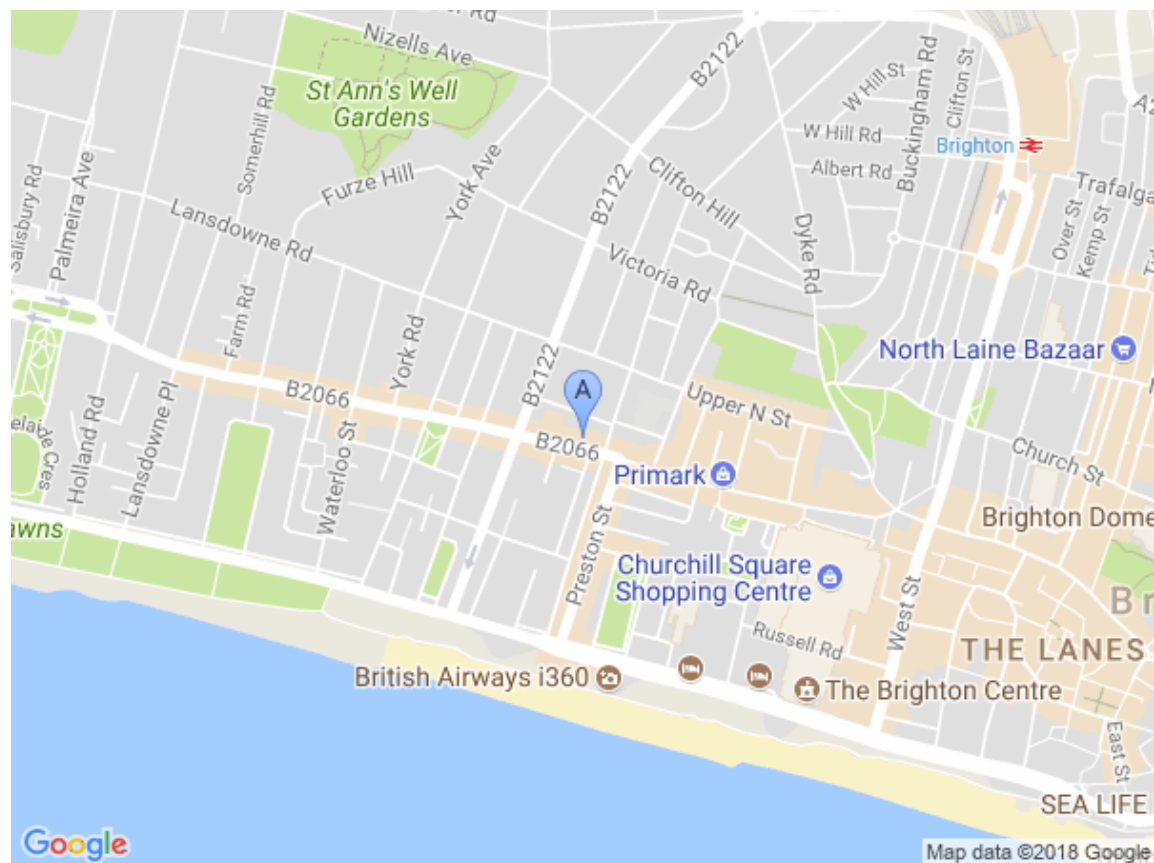 Nizells Ave
St Ann's Well
Gardens
B2122
W Hill St
Buckingham Rd
Clifton St
W Hill Rd
Albert Rd
Brighton
Trafalga
Over St
Kemp St
Salisbury Rd
Palmeira Ave
Somerhill Rd
Furze Hill
York Ave
Lansdowne Rd
B2122
Clifton Hill
Victoria Rd
Dyke Rd
North Laine Bazaar
Farm Rd
York Rd
B2122
B2066
A
Upper N St
Church St
Holland Rd
Lansdowne Pl
Waterloo St
B2066
Primark
Brighton Dome
awns
Preston St
Churchill Square
Shopping Centre
West St
Russell Rd
THE LANES
British Airways i360
The Brighton Centre
East St
SEA LIFE
Google
Map data ©2018 Google